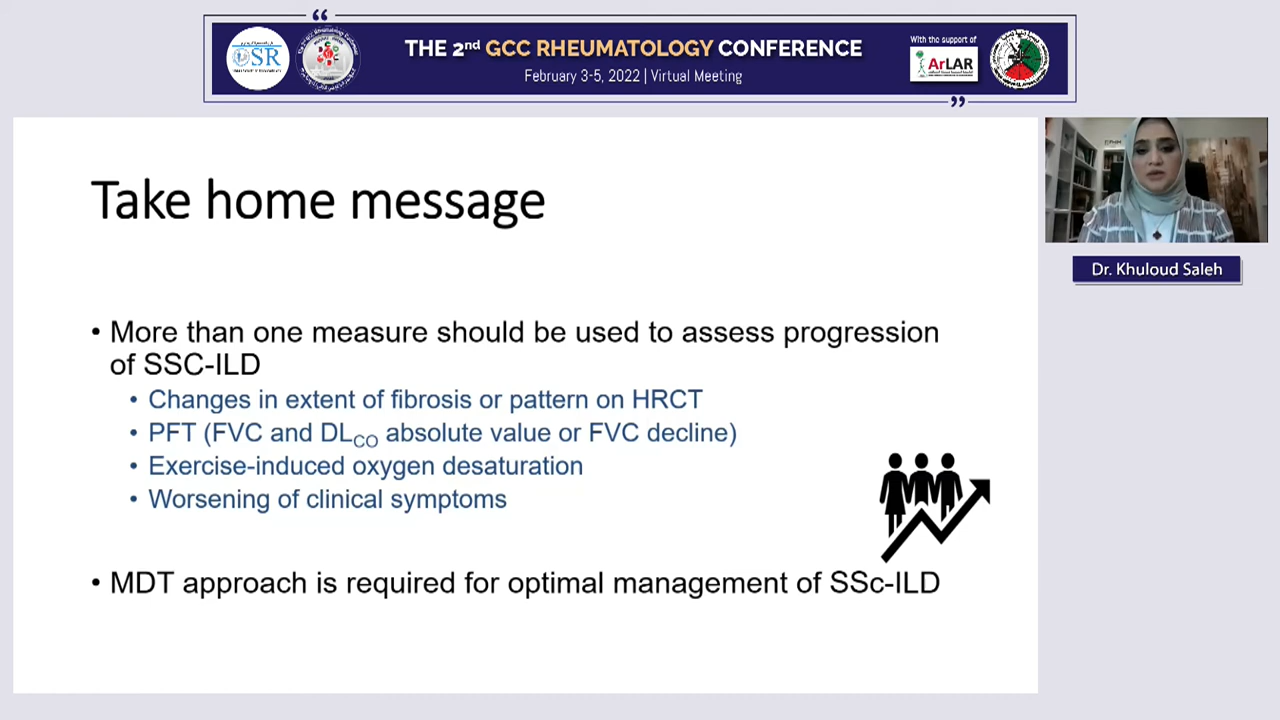 THE 2nd GCC RHEUMATOLOGY CONFERENCE
February 3-5, 2022 | Virtual Meeting
With the support of
OSR
ArLAR
Take home message
• More than one measure should be used to assess progression
of SSC-ILD
• Changes in extent of fibrosis or pattern on HRCT
• PFT (FVC and DLCO absolute value or FVC decline)
• Exercise-induced oxygen desaturation
• Worsening of clinical symptoms
• MDT approach is required for optimal management of SSc-ILD
Dr. Khuloud Saleh